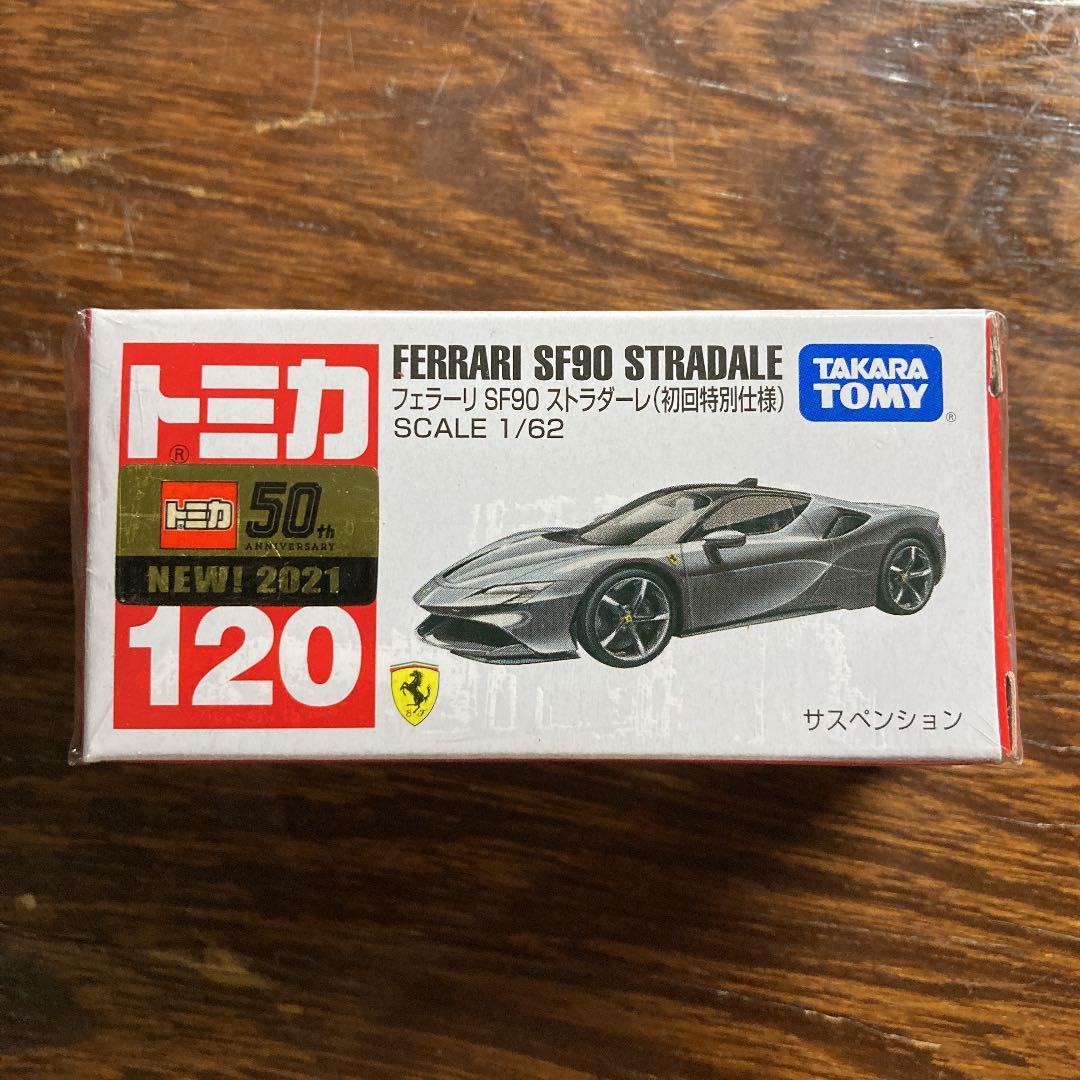 トミカ
®
トミカ
50th
ANNIVERSARY
NEW! 2021
120
FERRARI SF90 STRADALE
フェラーリ SF90 ストラダーレ(初回特別仕様)
SCALE 1/62
TAKARA
TOMY
®
サスペンション